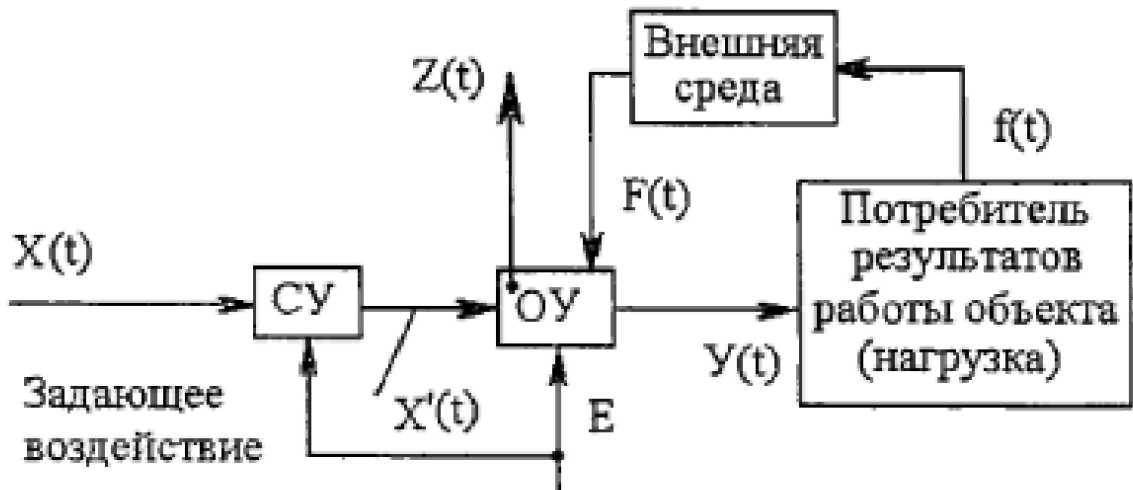 Внешняя
среда
Z(t)
f(t)
F(t)
Потребитель
результатов
работы объекта
(нагрузка)
X(t)
СУ
ОУ
У(t)
X'(t)
E
Задающее
воздействие